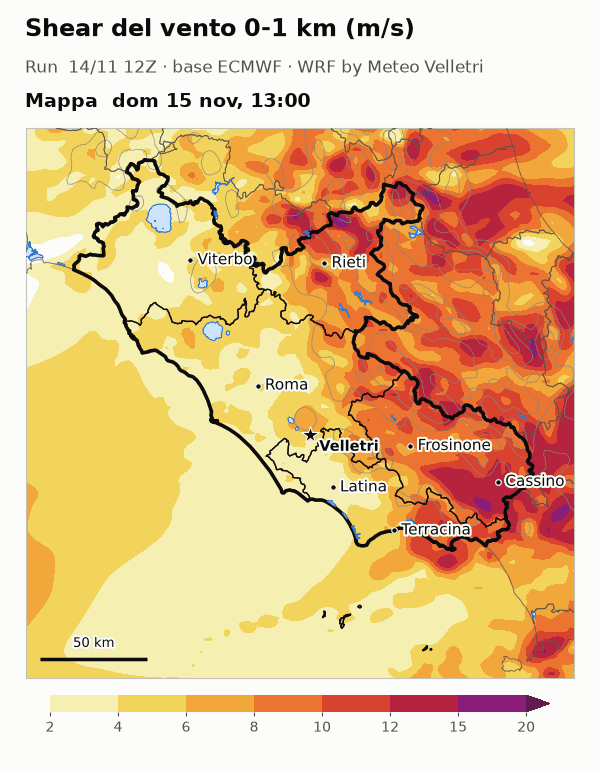 Shear del vento 0-1 km (m/s)
Run  14/11 12Z · base ECMWF · WRF by Meteo Velletri
Mappa  dom 15 nov, 13:00
Viterbo
Rieti
Roma
Velletri
Frosinone
Latina
Cassino
Terracina
50 km
2 4 6 8 10 12 15 20